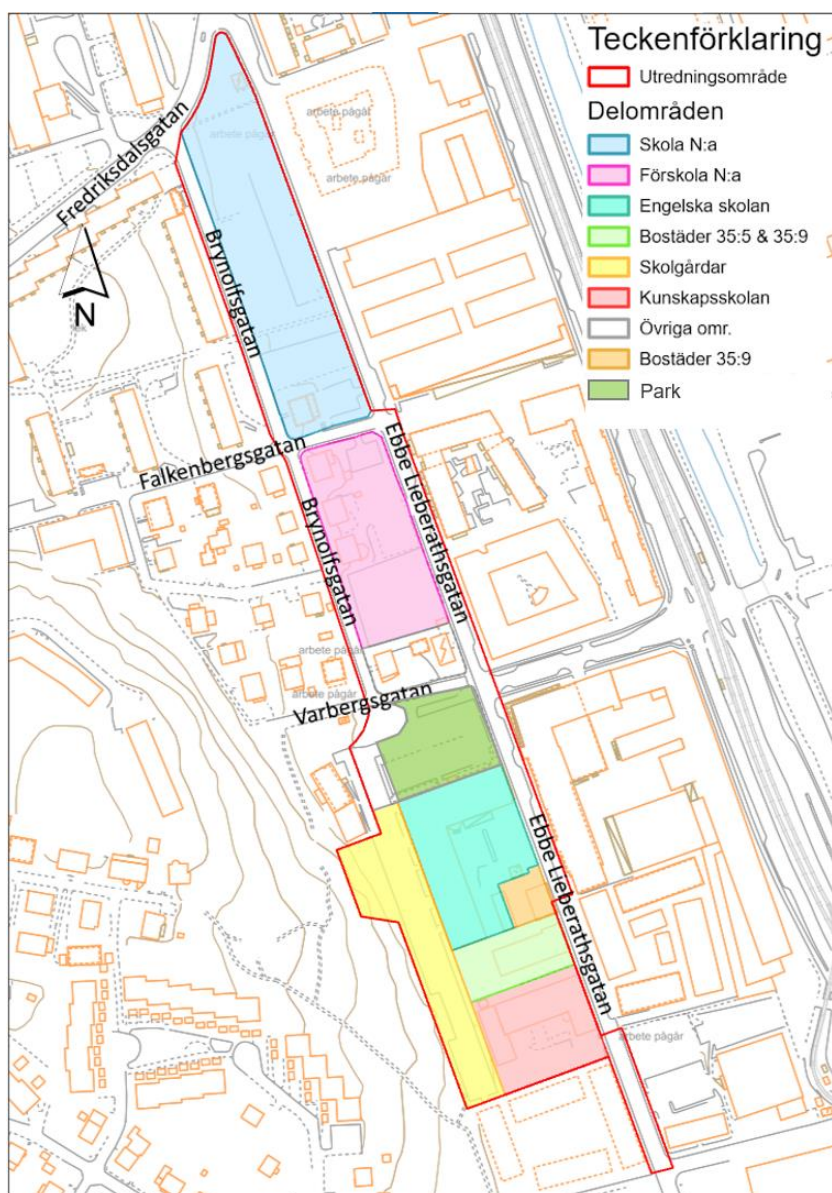 Teckenförklaring
Utredningsområde
Delområden
Skola N:a
Förskola N:a
Engelska skolan
Bostäder 35:5 & 35:9
Skolgårdar
Kunskapsskolan
Övriga omr.
Bostäder 35:9
Park
arbete pågår
arbete pågår
arbete pågår
Fredriksdalsgatan
N
Brynolfsgatan
Falkenbergsgatan
Ebbe Lieberathsgatan
Brynolfsgatan
arbete pågår
arbete pågår
Varbergsgatan
Ebbe Lieberathsgatan
arbete pågår